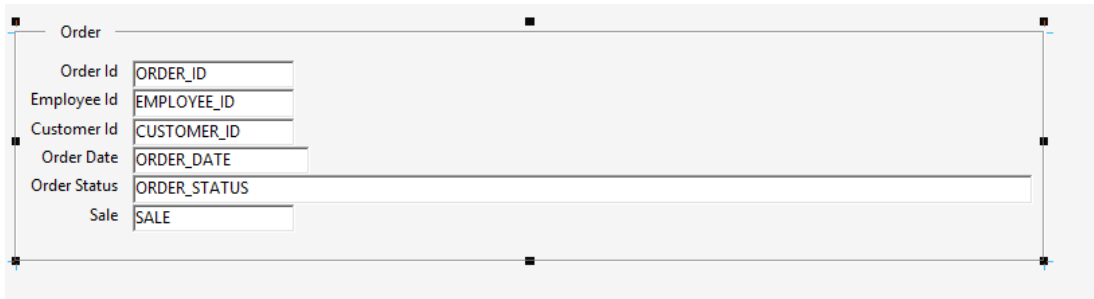 Order
Order Id ORDER_ID
Employee Id EMPLOYEE_ID
Customer Id CUSTOMER_ID
Order Date ORDER_DATE
Order Status ORDER_STATUS
Sale SALE